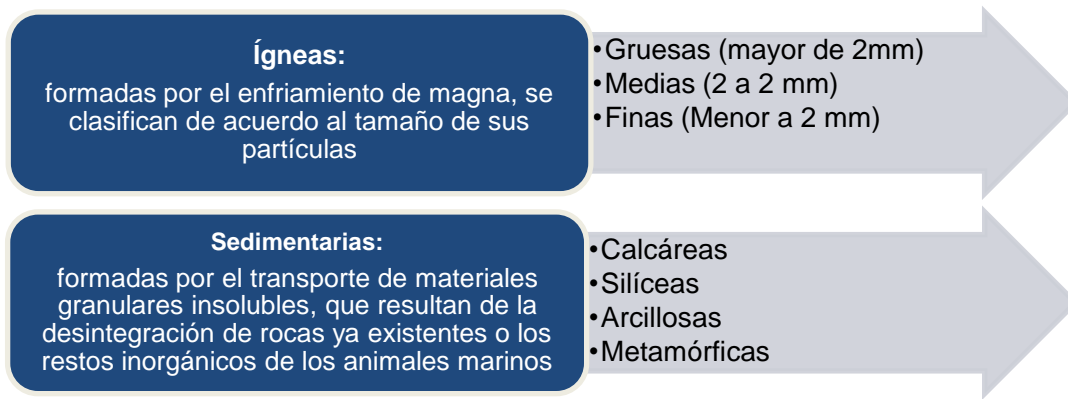 Ígneas:
formadas por el enfriamiento de magna, se
clasifican de acuerdo al tamaño de sus
partículas
•Gruesas (mayor de 2mm)
•Medias (2 a 2 mm)
•Finas (Menor a 2 mm)
Sedimentarias:
formadas por el transporte de materiales
granulares insolubles, que resultan de la
desintegración de rocas ya existentes o los
restos inorgánicos de los animales marinos
•Calcáreas
•Silíceas
•Arcillosas
•Metamórficas